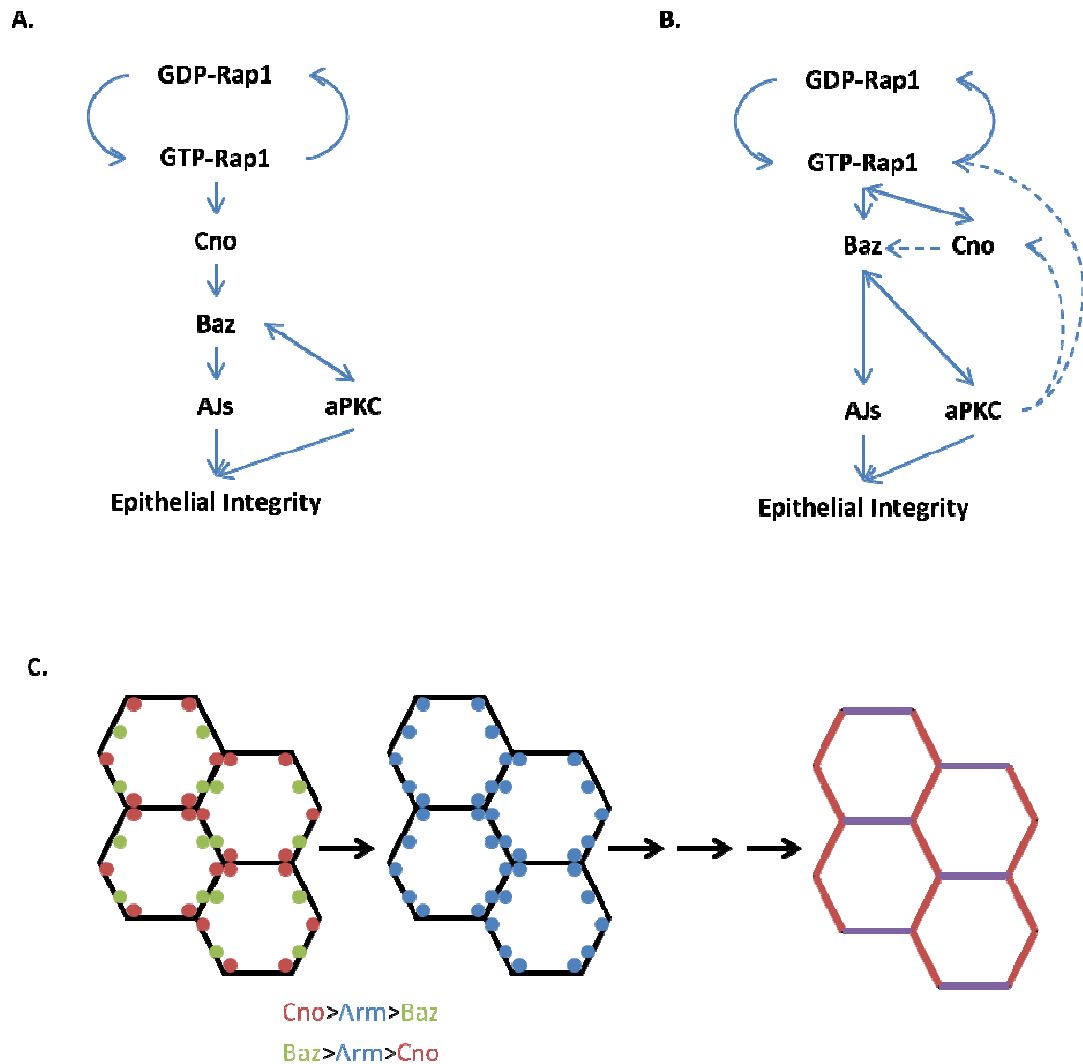 A.
B.
GDP-Rap1
GTP-Rap1
Cno
Baz
AJs
aPKC
Epithelial Integrity
GDP-Rap1
GTP-Rap1
Baz
Cno
AJs
aPKC
Epithelial Integrity
C.
Cno>Arm>Baz
Baz>Arm>Cno